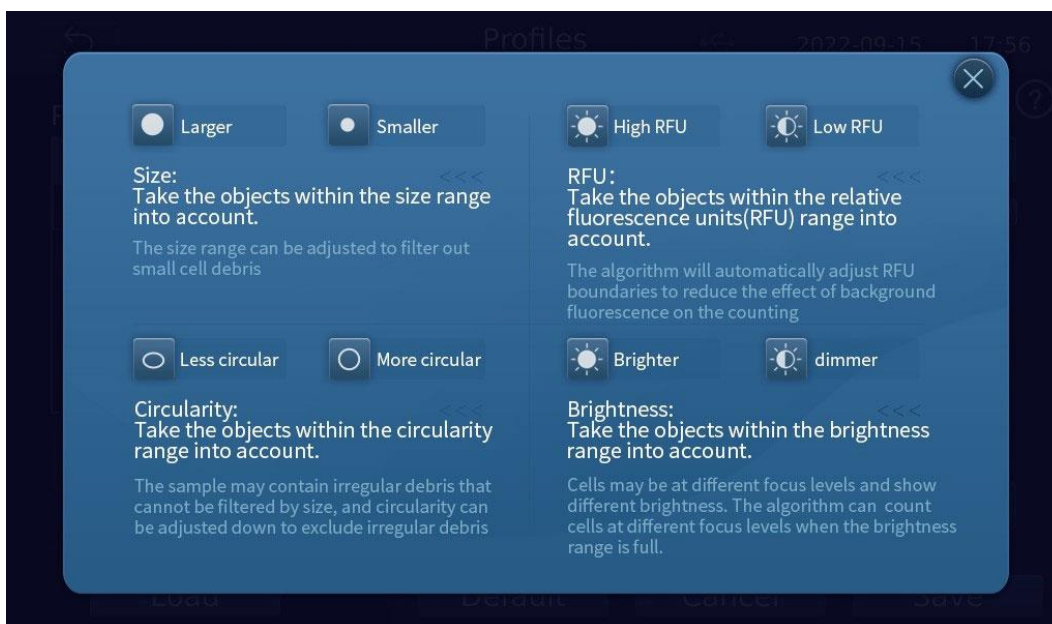 Profiles
2022-09-15 17:56
?
Larger
Smaller
Size:
<<<
Take the objects within the size range
into account.
The size range can be adjusted to filter out
small cell debris
High RFU
Low RFU
RFU:
<<<
Take the objects within the relative
fluorescence units(RFU) range into
account.
The algorithm will automatically adjust RFU
boundaries to reduce the effect of background
fluorescence on the counting
Less circular
More circular
Circularity:
<<<
Take the objects within the circularity
range into account.
The sample may contain irregular debris that
cannot be filtered by size, and circularity can
be adjusted down to exclude irregular debris
Brighter
dimmer
Brightness:
<<<
Take the objects within the brightness
range into account.
Cells may be at different focus levels and show
different brightness. The algorithm can count
cells at different focus levels when the brightness
range is full.
Load
Default
Cancel
Save